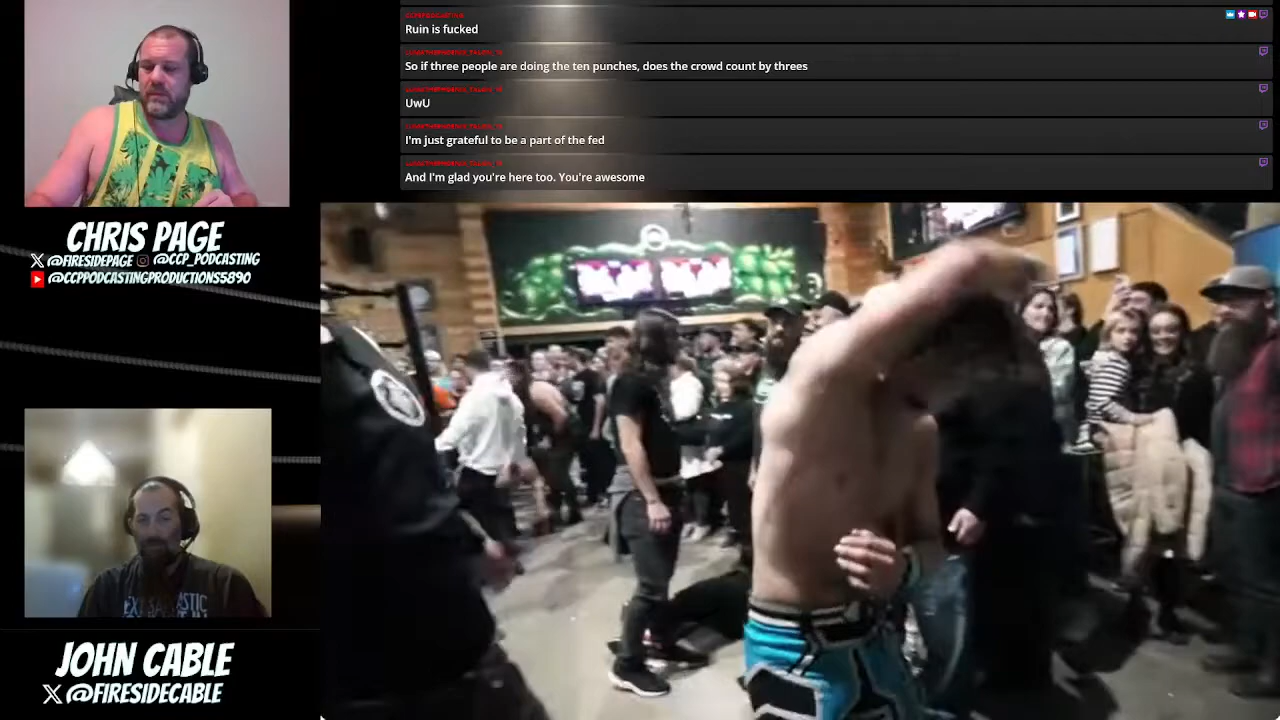 Ruin is fucked
So if three people are doing the ten punches, does the crowd count by threes
UwU
I'm just grateful to be a part of the fed
And I'm glad you're here too. You're awesome
CHRIS PAGE
@FIRESIDEPAGE @CCP_PODCASTING
@CCPPODCASTINGPRODUCTIONS5890
JOHN CABLE
X @FIRESIDECABLE